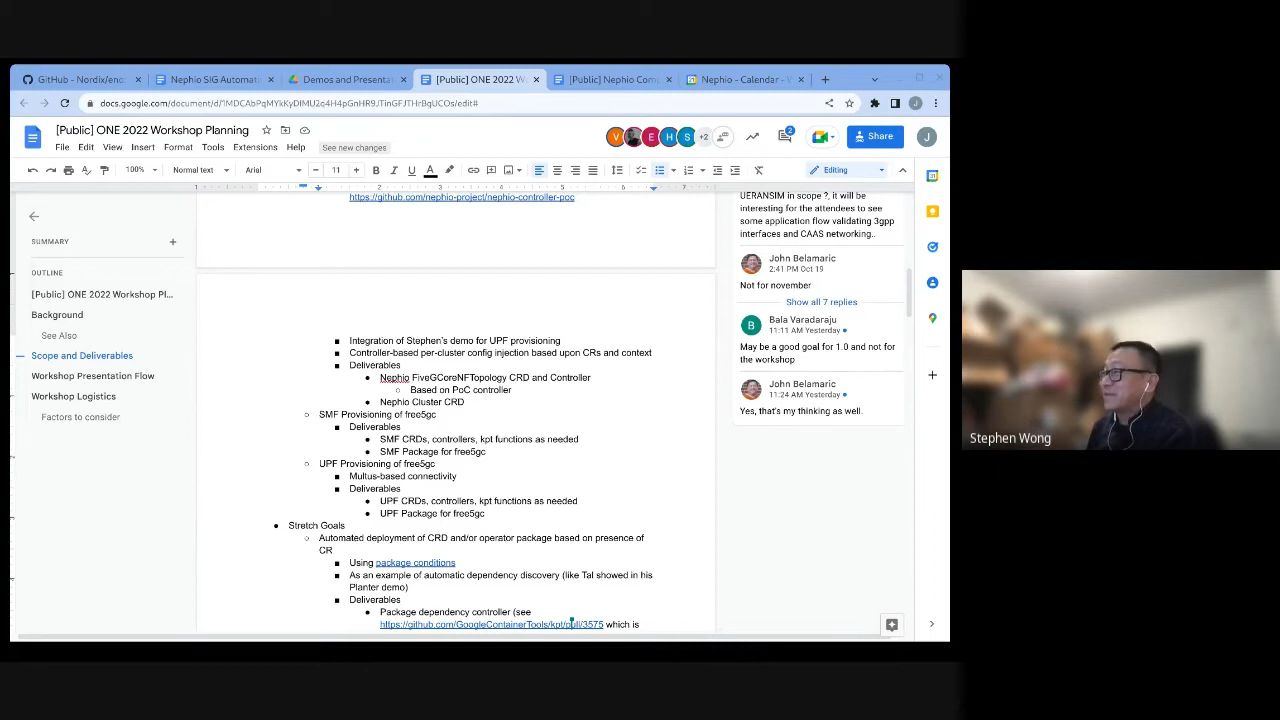 GitHub - Nordix/eno:
Nephio SIG Automat
Demos and Presentat
[Public] ONE 2022 W
[Public] Nephio Com
Nephio - Calendar - W
docs.google.com/document/d/
/edit#
[Public] ONE 2022 Workshop Planning
V
E
H
S
+2
2
Share
J
File Edit View Insert Format Tools Extensions Help
See new changes
100%
Normal text
Arial
11
Editing
https://github.com/nephio-project/nephio-controller-poc
SUMMARY
OUTLINE
[Public] ONE 2022 Workshop Pl...
Background
See Also
Scope and Deliverables
Workshop Presentation Flow
Workshop Logistics
Factors to consider
Integration of Stephen's demo for UPF provisioning
Controller-based per-cluster config injection based upon CRs and context
Deliverables
Nephio FiveGCoreNFTopology CRD and Controller
Based on PoC controller
Nephio Cluster CRD
SMF Provisioning of free5gc
Deliverables
SMF CRDs, controllers, kpt functions as needed
SMF Package for free5gc
UPF Provisioning of free5gc
Multus-based connectivity
Deliverables
UPF CRDs, controllers, kpt functions as needed
UPF Package for free5gc
Stretch Goals
Automated deployment of CRD and/or operator package based on presence of
CR
Using package conditions
As an example of automatic dependency discovery (like Tal showed in his
Planter demo)
Deliverables
Package dependency controller (see
https://github.com/GoogleContainerTools/kpt/pull/3575 which is
UERANSIM in scope ?, it will be
interesting for the attendees to see
some application flow validating 3gpp
interfaces and CAAS networking..
John Belamaric
2:41 PM Oct 19
Not for november
Show all 7 replies
B
Bala Varadaraju
11:11 AM Yesterday
May be a good goal for 1.0 and not for
the workshop
John Belamaric
11:24 AM Yesterday
Yes, that's my thinking as well.
Stephen Wong